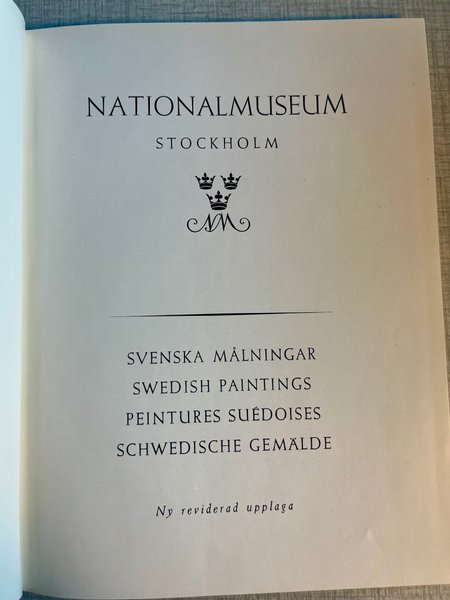 NATIONALMUSEUM
STOCKHOLM
NM
SVENSKA MÅLNINGAR
SWEDISH PAINTINGS
PEINTURES SUÉDOISES
SCHWEDISCHE GEMÄLDE
Ny reviderad upplaga